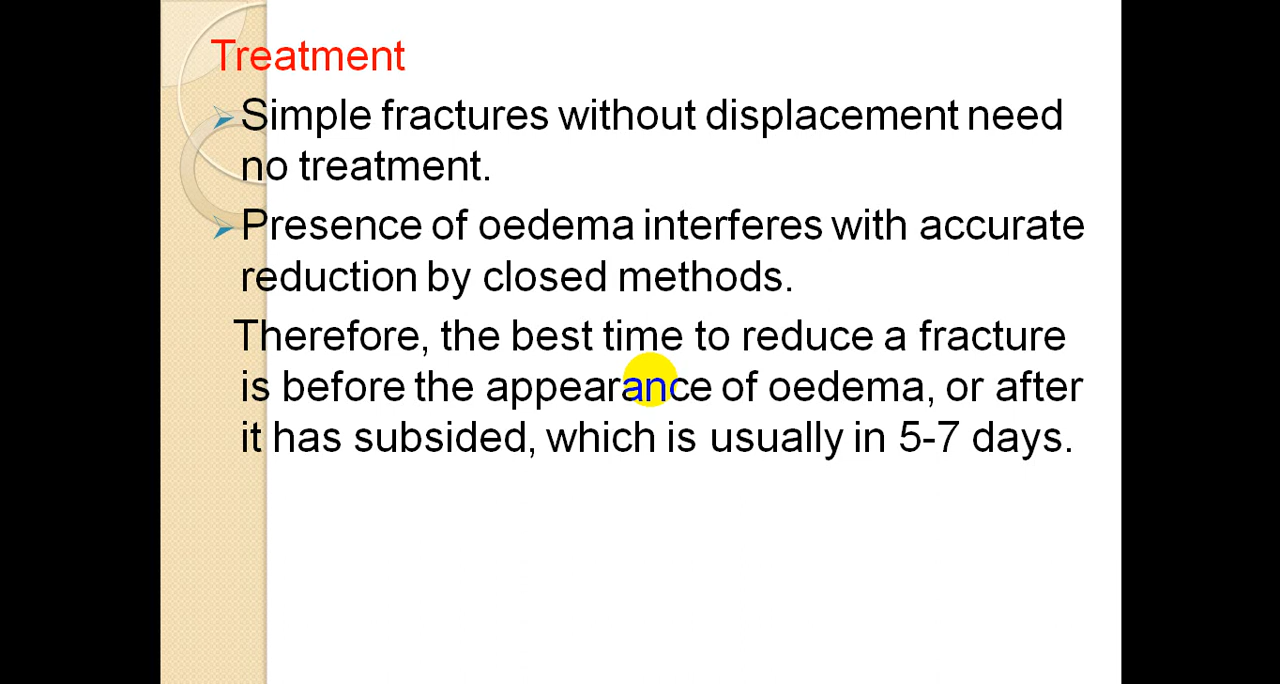 Treatment
Simple fractures without displacement need
no treatment.
Presence of oedema interferes with accurate
reduction by closed methods.
Therefore, the best time to reduce a fracture
is before the appearance of oedema, or after
it has subsided, which is usually in 5-7 days.